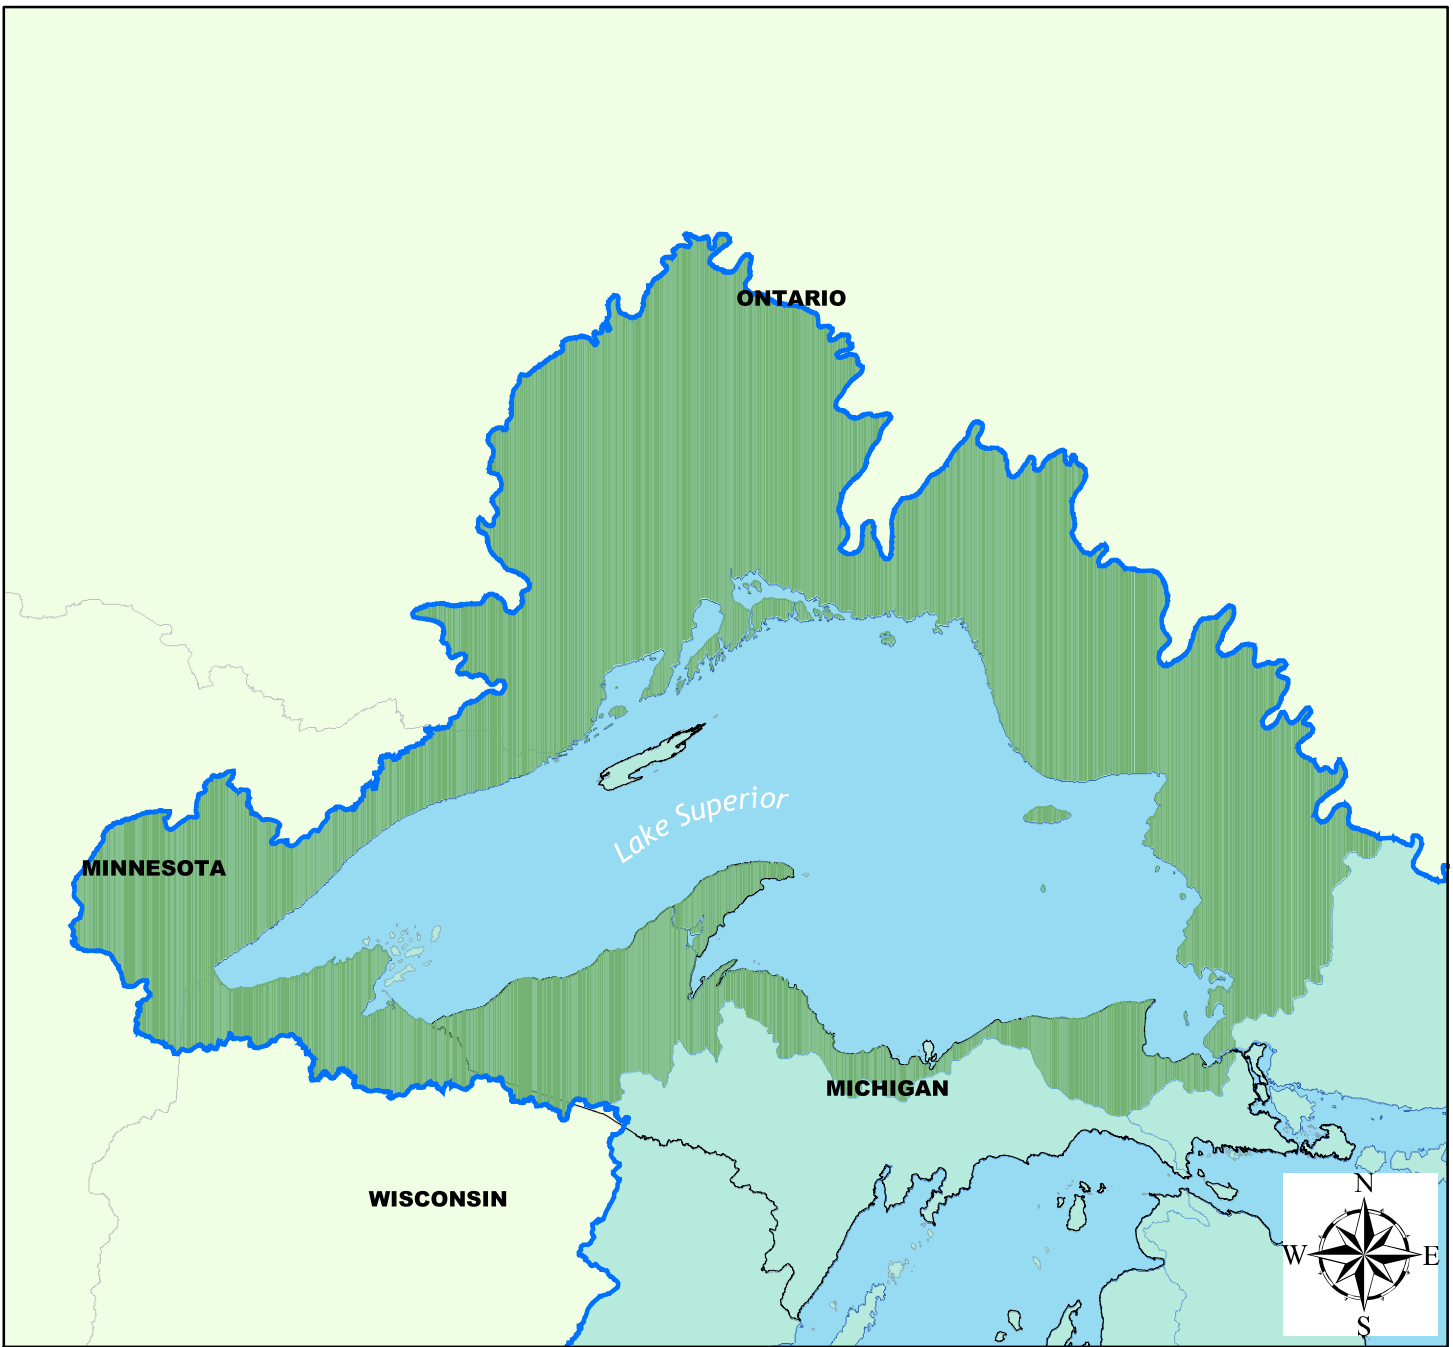 ONTARIO
Lake Superior
MINNESOTA
MICHIGAN
WISCONSIN
N
W E
S